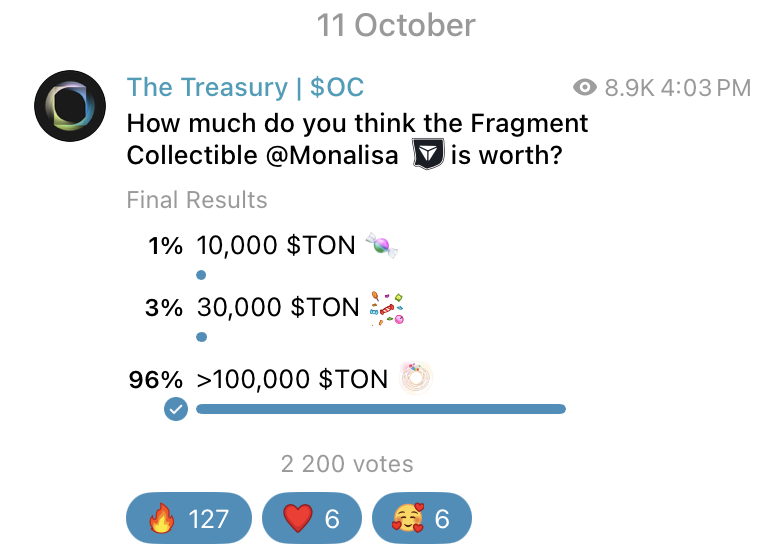 11 October
The Treasury | $OC
8.9K 4:03 PM
How much do you think the Fragment
Collectible @Monalisa is worth?
Final Results
1% 10,000 $TON
3% 30,000 $TON
96% >100,000 $TON
2 200 votes
127 6 6